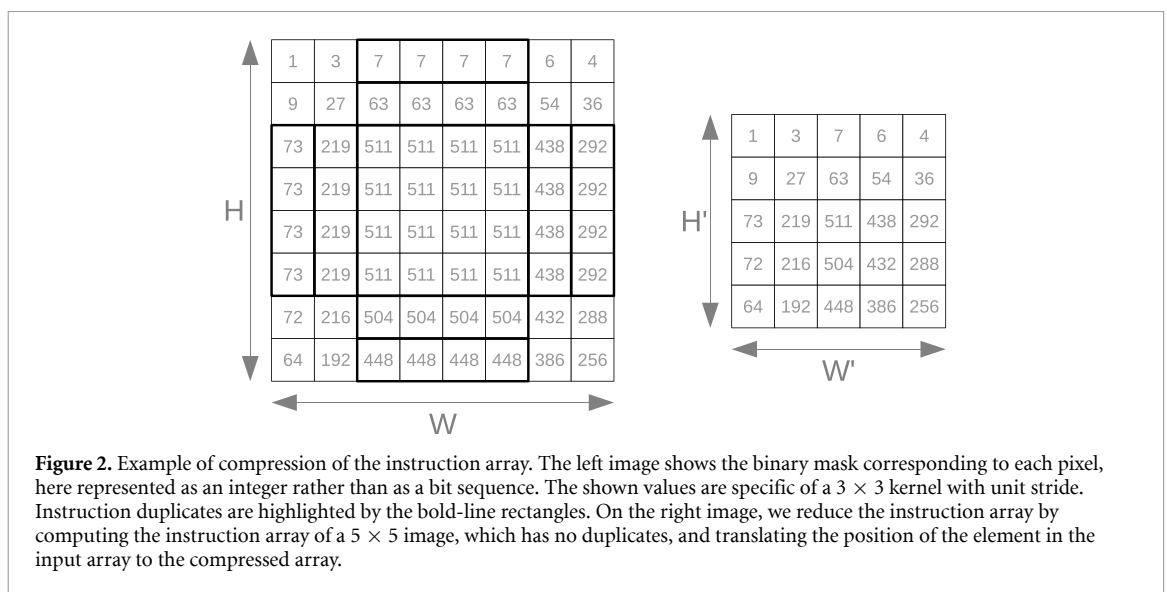 1 3 7 7 7 7 6 4
9 27 63 63 63 63 54 36
73 219 511 511 511 511 438 292
73 219 511 511 511 511 438 292
73 219 511 511 511 511 438 292
73 219 511 511 511 511 438 292
72 216 504 504 504 504 432 288
64 192 448 448 448 448 386 256
H
W
1 3 7 6 4
9 27 63 54 36
73 219 511 438 292
72 216 504 432 288
64 192 448 386 256
H'
W'
Figure 2. Example of compression of the instruction array. The left image shows the binary mask corresponding to each pixel,
here represented as an integer rather than as a bit sequence. The shown values are specific of a 3 × 3 kernel with unit stride.
Instruction duplicates are highlighted by the bold-line rectangles. On the right image, we reduce the instruction array by
computing the instruction array of a 5 × 5 image, which has no duplicates, and translating the position of the element in the
input array to the compressed array.